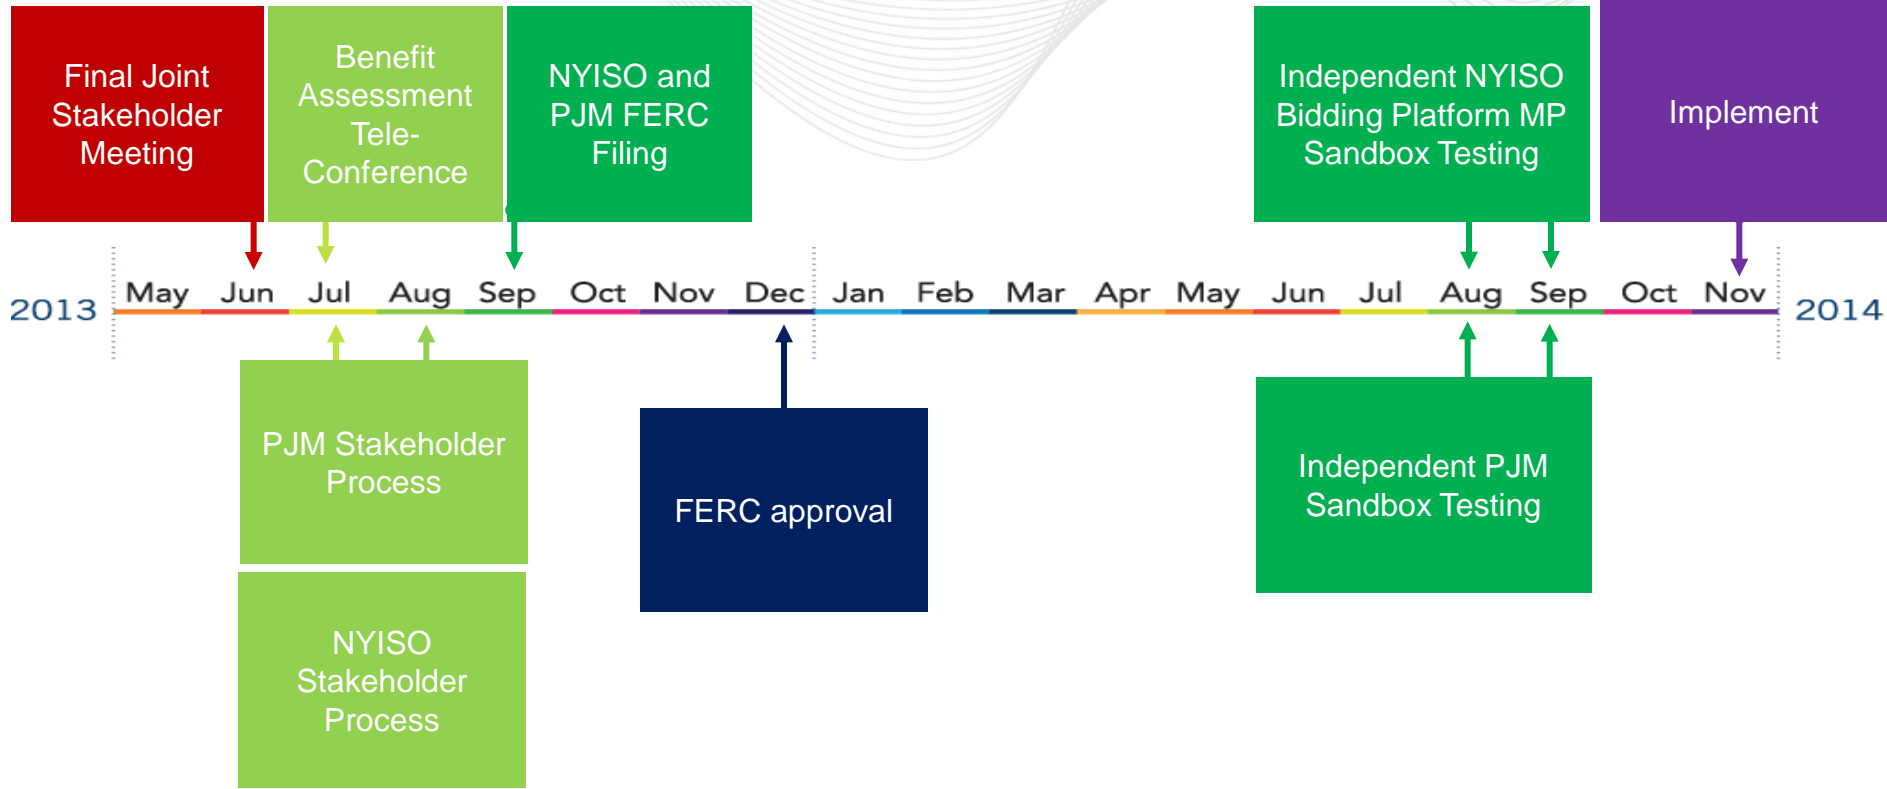 Final Joint
Stakeholder
Meeting
Benefit
Assessment
Tele-
Conference
NYISO and
PJM FERC
Filing
Independent NYISO
Bidding Platform MP
Sandbox Testing
Implement
2013 May Jun Jul Aug Sep Oct Nov Dec Jan Feb Mar Apr May Jun Jul Aug Sep Oct Nov 2014
PJM Stakeholder
Process
NYISO
Stakeholder
Process
FERC approval
Independent PJM
Sandbox Testing